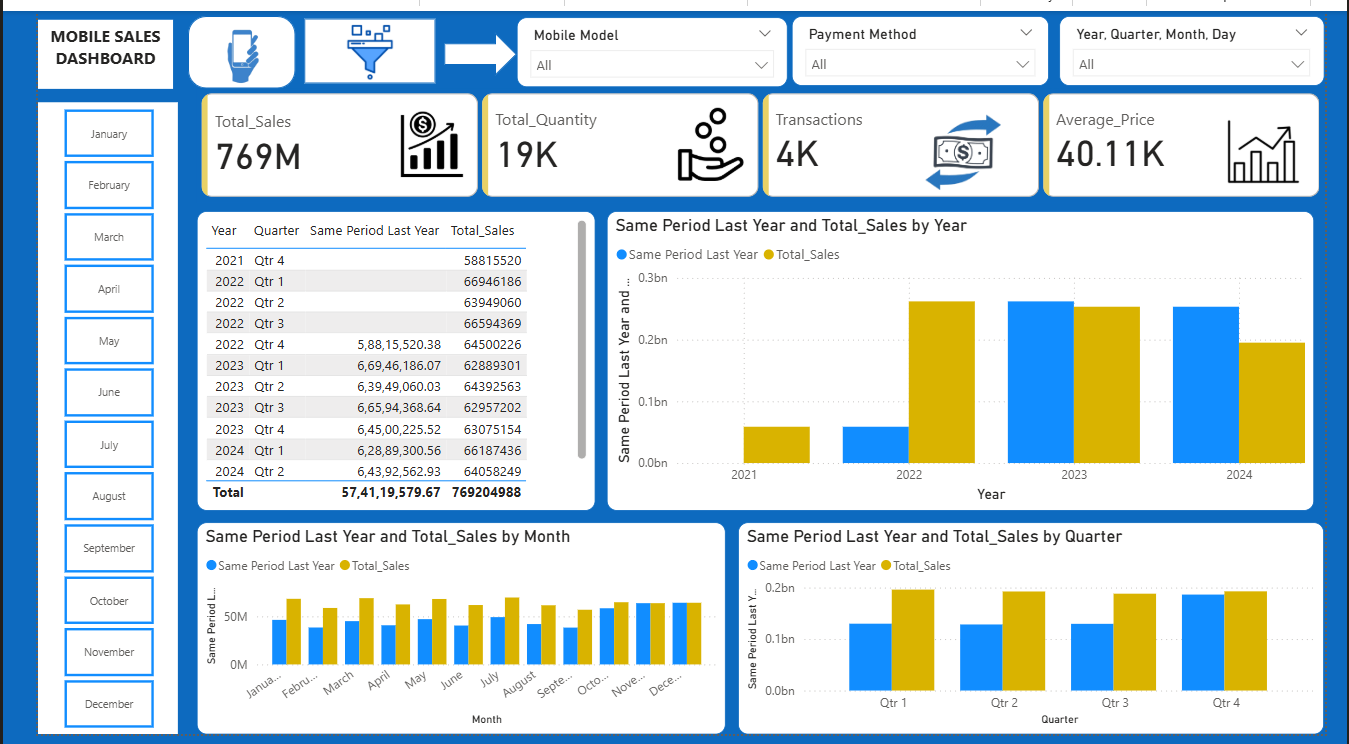 MOBILE SALES
DASHBOARD
Mobile Model
All
Payment Method
All
Year, Quarter, Month, Day
All
January
February
March
April
May
June
July
August
September
October
November
December
Total_Sales
769M
Total_Quantity
19K
Transactions
4K
Average_Price
40.11K
Year Quarter Same Period Last Year Total_Sales
2021 Qtr 4 58815520
2022 Qtr 1 66946186
2022 Qtr 2 63949060
2022 Qtr 3 66594369
2022 Qtr 4 5,88,15,520.38 64500226
2023 Qtr 1 6,69,46,186.07 62889301
2023 Qtr 2 6,39,49,060.03 64392563
2023 Qtr 3 6,65,94,368.64 62957202
2023 Qtr 4 6,45,00,225.52 63075154
2024 Qtr 1 6,28,89,300.56 66187436
2024 Qtr 2 6,43,92,562.93 64058249
Total 57,41,19,579.67 769204988
Same Period Last Year and Total_Sales by Year
Same Period Last Year Total_Sales
Same Period Last Year and ...
0.3bn
0.2bn
0.1bn
0.0bn
2021 2022 2023 2024
Year
Same Period Last Year and Total_Sales by Month
Same Period Last Year Total_Sales
Same Period L...
50M
0M
Janua... Febru... March April May June July August Septe... Octo... Nove... Dece...
Month
Same Period Last Year and Total_Sales by Quarter
Same Period Last Year Total_Sales
Same Period Last Y...
0.2bn
0.1bn
0.0bn
Qtr 1 Qtr 2 Qtr 3 Qtr 4
Quarter